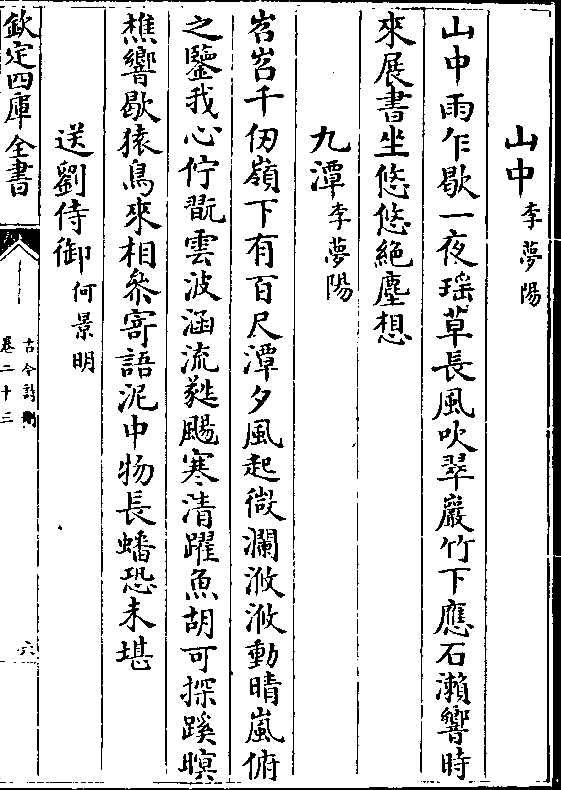 山中李夢陽
山中雨乍歇一夜瑶草長風吹翠巖竹下應石瀨響時
來展書坐悠悠絶塵想
九潭李夢陽
岧岧千仞嶺下有百尺潭夕風起微瀾㳽㳽動晴嵐俯
之鑒我心佇翫雲波涵流蕤颺寒清躍魚胡可探蹊暝
樵響歇猿鳥來相叅寄語泥中物長蟠恐未堪
送劉侍御何景明
欽定四庫全書
古今詩刪
卷二十三
六